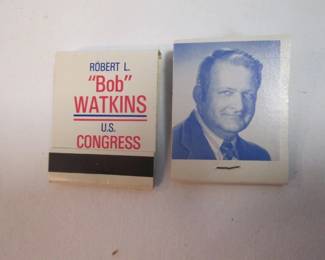 ROBERT L.
"Bob"
WATKINS
U.S.
CONGRESS